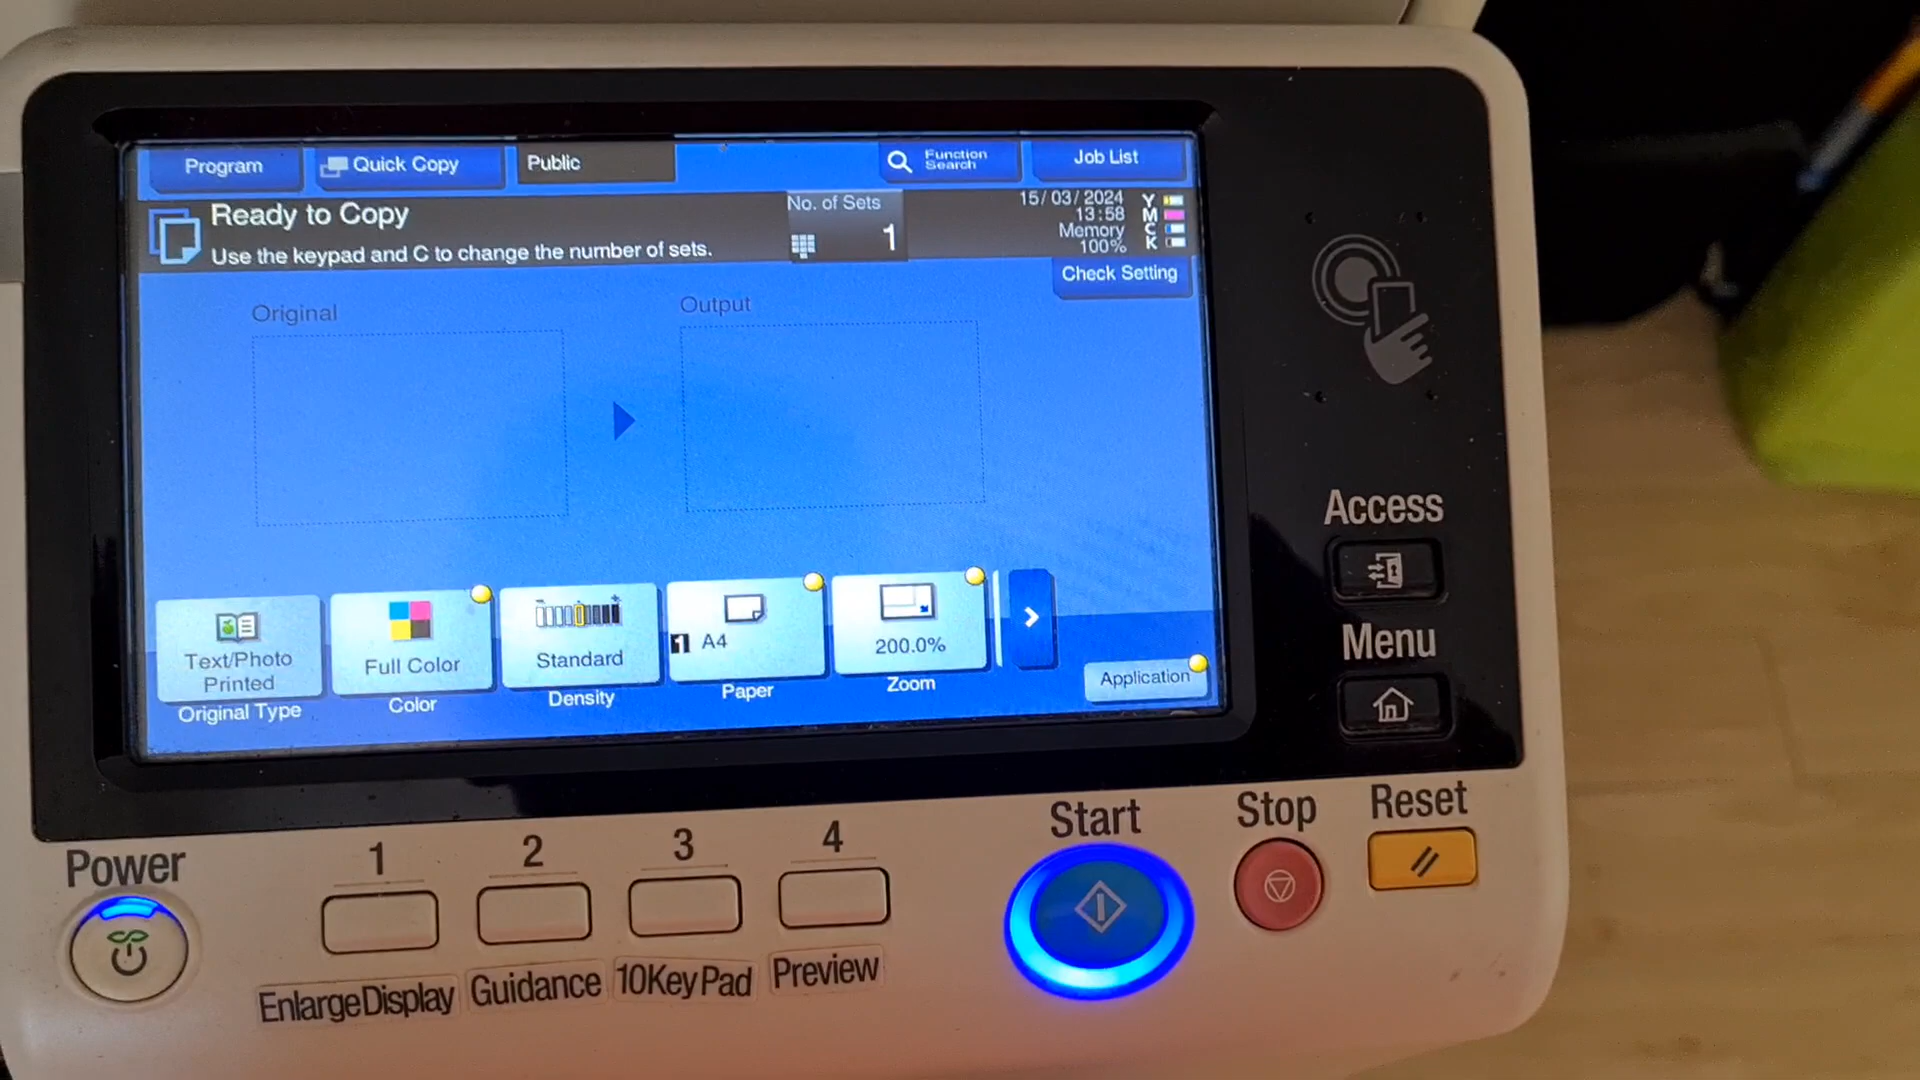 Program
Quick Copy
Public
Function Search
Job List
Ready to Copy
No. of Sets
1
15/03/2024
13:58
Memory
100%
Y
M
C
K
Use the keypad and C to change the number of sets.
Check Setting
Original
Output
Text/Photo
Printed
Original Type
Full Color
Color
Standard
Density
1 A4
Paper
200.0%
Zoom
Application
Access
Menu
Power
1
2
3
4
Start
Stop
Reset
EnlargeDisplay
Guidance
10KeyPad
Preview